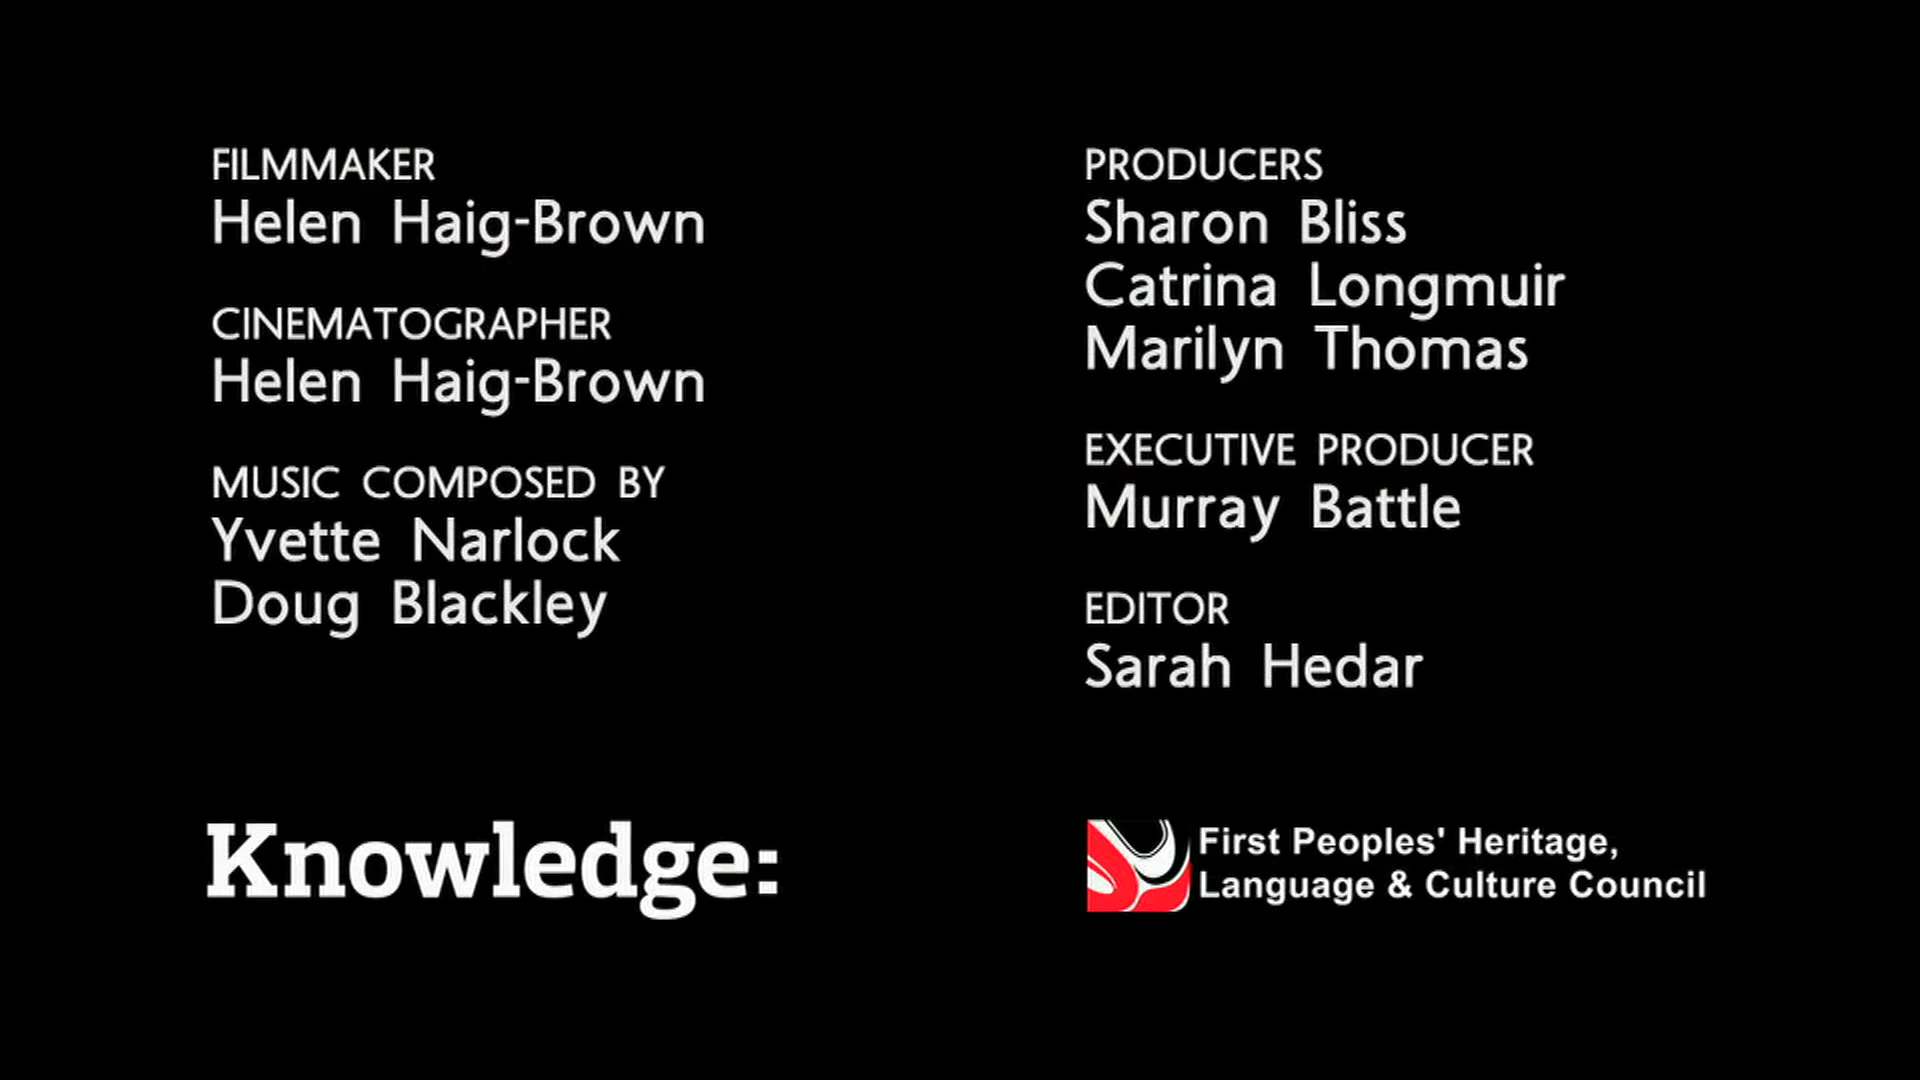 FILMMAKER
Helen Haig-Brown
CINEMATOGRAPHER
Helen Haig-Brown
MUSIC COMPOSED BY
Yvette Narlock
Doug Blackley
PRODUCERS
Sharon Bliss
Catrina Longmuir
Marilyn Thomas
EXECUTIVE PRODUCER
Murray Battle
EDITOR
Sarah Hedar
Knowledge:
First Peoples' Heritage,
Language & Culture Council